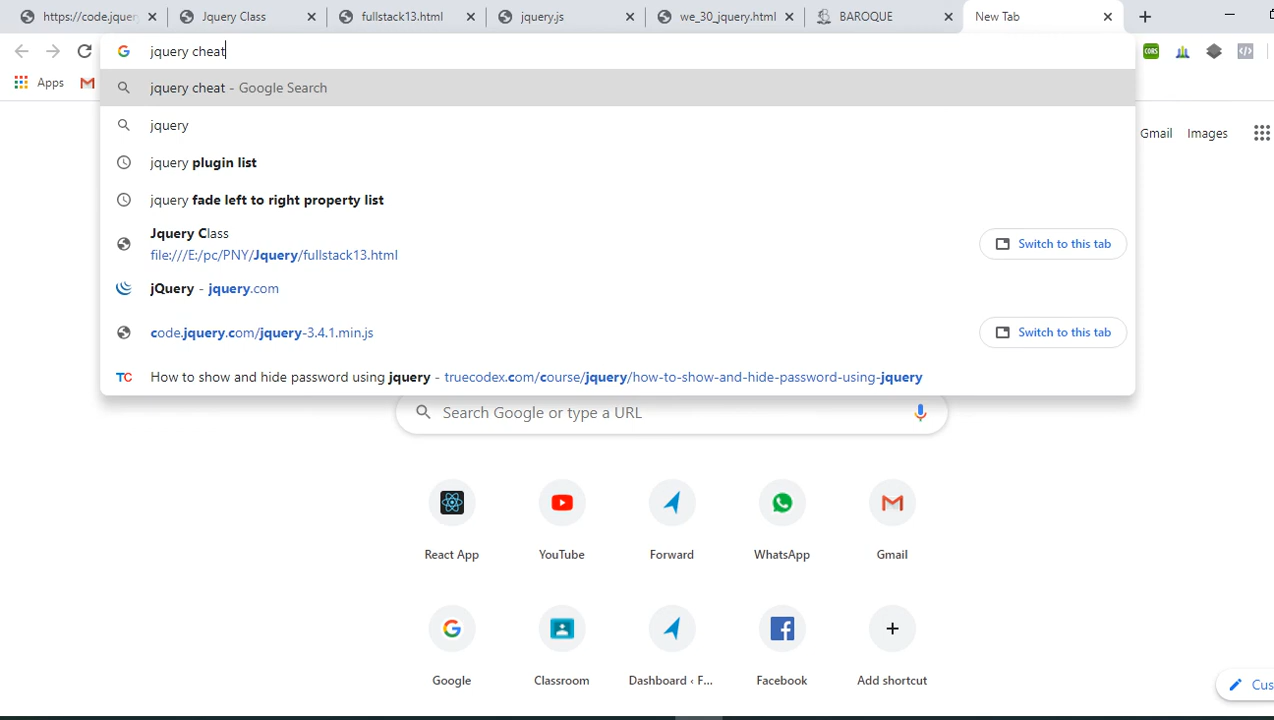 https://code.jquery
Jquery Class
fullstack13.html
jquery.js
we_30_jquery.html
BAROQUE
New Tab
jquery cheat
CORS
Apps
jquery cheat - Google Search
jquery
Gmail
Images
jquery plugin list
jquery fade left to right property list
Jquery Class
file:///E:/pc/PNY/Jquery/fullstack13.html
Switch to this tab
jQuery - jquery.com
code.jquery.com/jquery-3.4.1.min.js
Switch to this tab
TC
How to show and hide password using jquery - truecodex.com/course/jquery/how-to-show-and-hide-password-using-jquery
Search Google or type a URL
React App
YouTube
Forward
WhatsApp
Gmail
Google
Classroom
Dashboard ‹ F...
Facebook
Add shortcut
Cus